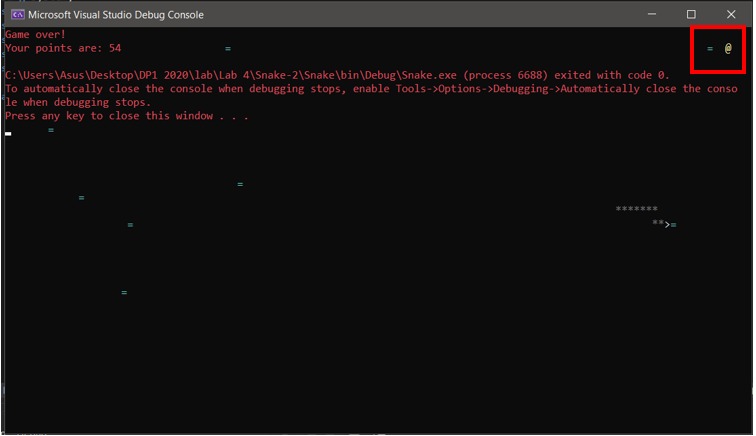 Microsoft Visual Studio Debug Console
Game over!
Your points are: 54 = = @
C:\Users\Asus\Desktop\DP1 2020\lab\Lab 4\Snake-2\Snake\bin\Debug\Snake.exe (process 6688) exited with code 0.
To automatically close the console when debugging stops, enable Tools->Options->Debugging->Automatically close the conso
le when debugging stops.
Press any key to close this window . . .
=
=
=
*******
= **>=
=